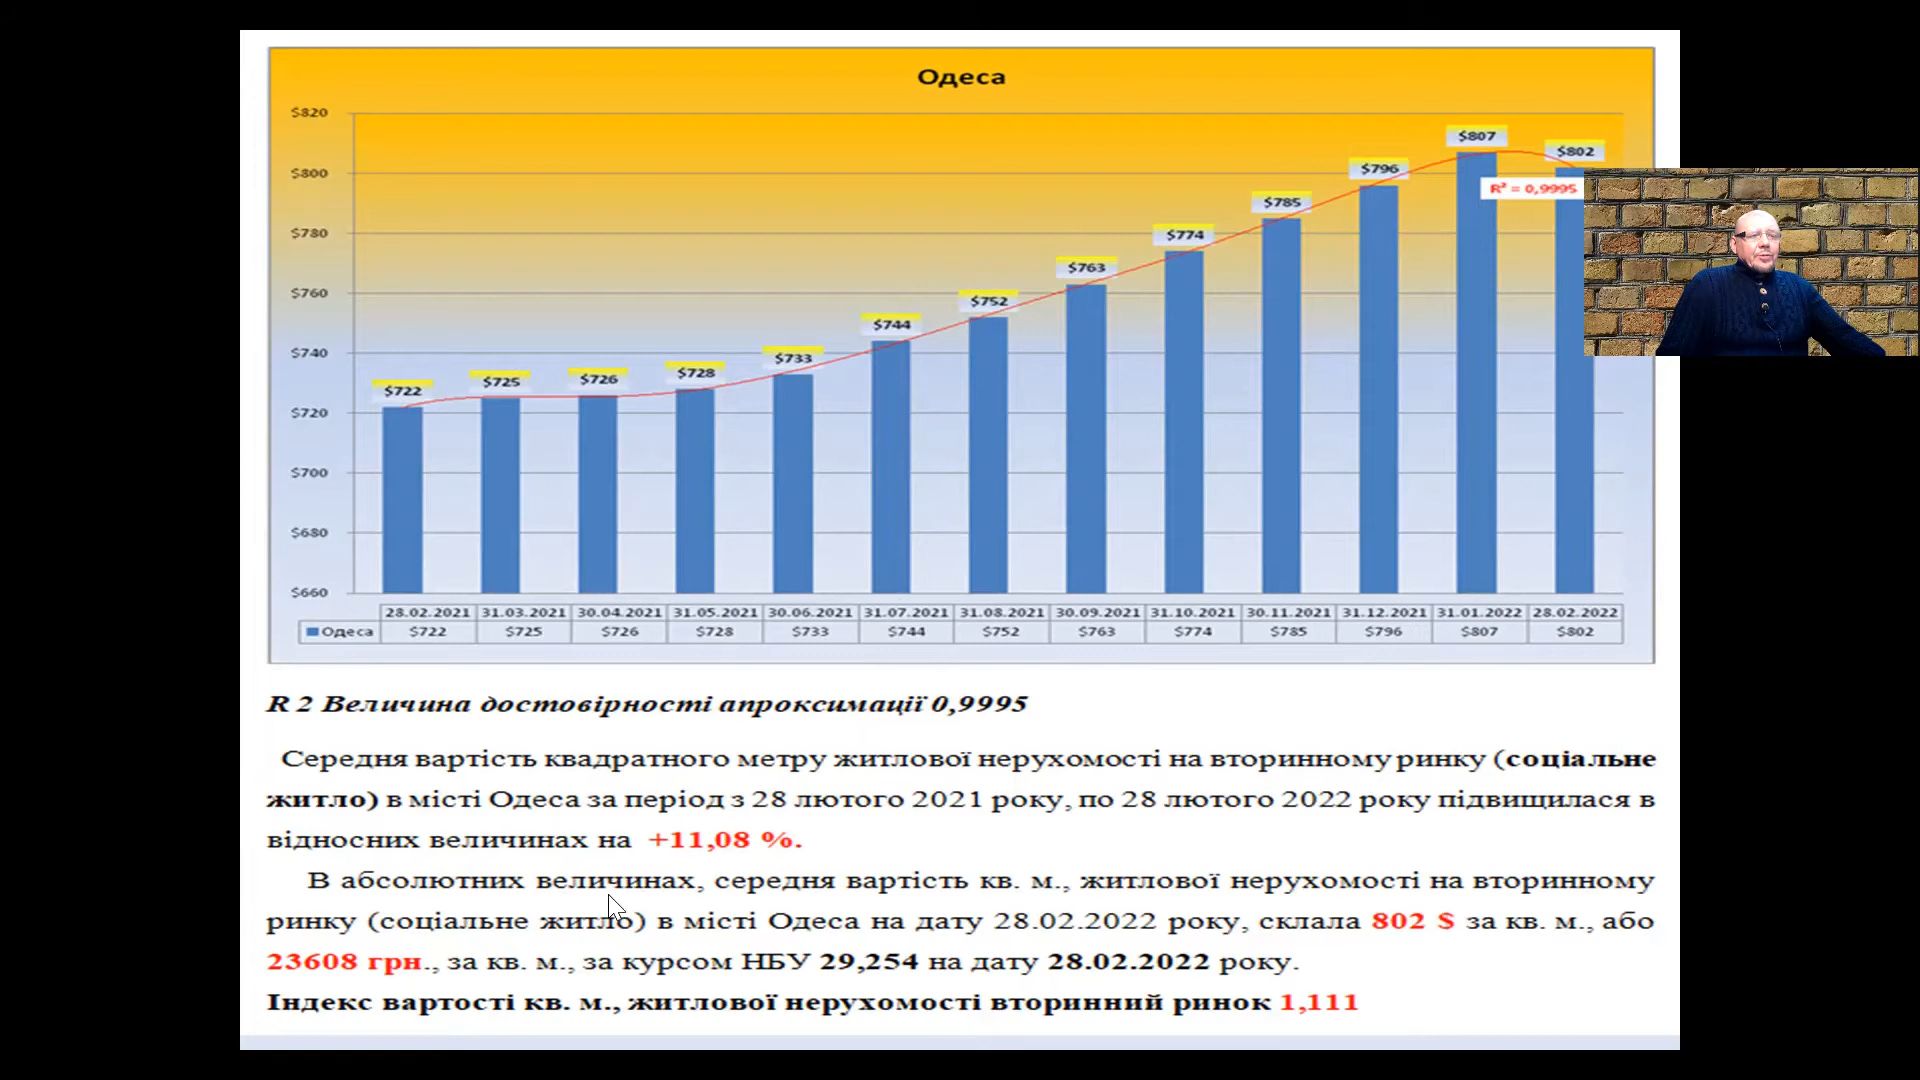 Одеса
$820
$800
$780
$760
$740
$720
$700
$680
$660
$722
$725
$726
$728
$733
$744
$752
$763
$774
$785
$796
$807
$802
R² = 0,9995
28.02.2021 31.03.2021 30.04.2021 31.05.2021 30.06.2021 31.07.2021 31.08.2021 30.09.2021 31.10.2021 30.11.2021 31.12.2021 31.01.2022 28.02.2022
Одеса $722 $725 $726 $728 $733 $744 $752 $763 $774 $785 $796 $807 $802
R 2 Величина достовірності апроксимації 0,9995
Середня вартість квадратного метру житлової нерухомості на вторинному ринку (соціальне
житло) в місті Одеса за період з 28 лютого 2021 року, по 28 лютого 2022 року підвищилася в
відносних величинах на +11,08 %.
В абсолютних величинах, середня вартість кв. м., житлової нерухомості на вторинному
ринку (соціальне житло) в місті Одеса на дату 28.02.2022 року, склала 802 $ за кв. м., або
23608 грн., за кв. м., за курсом НБУ 29,254 на дату 28.02.2022 року.
Індекс вартості кв. м., житлової нерухомості вторинний ринок 1,111